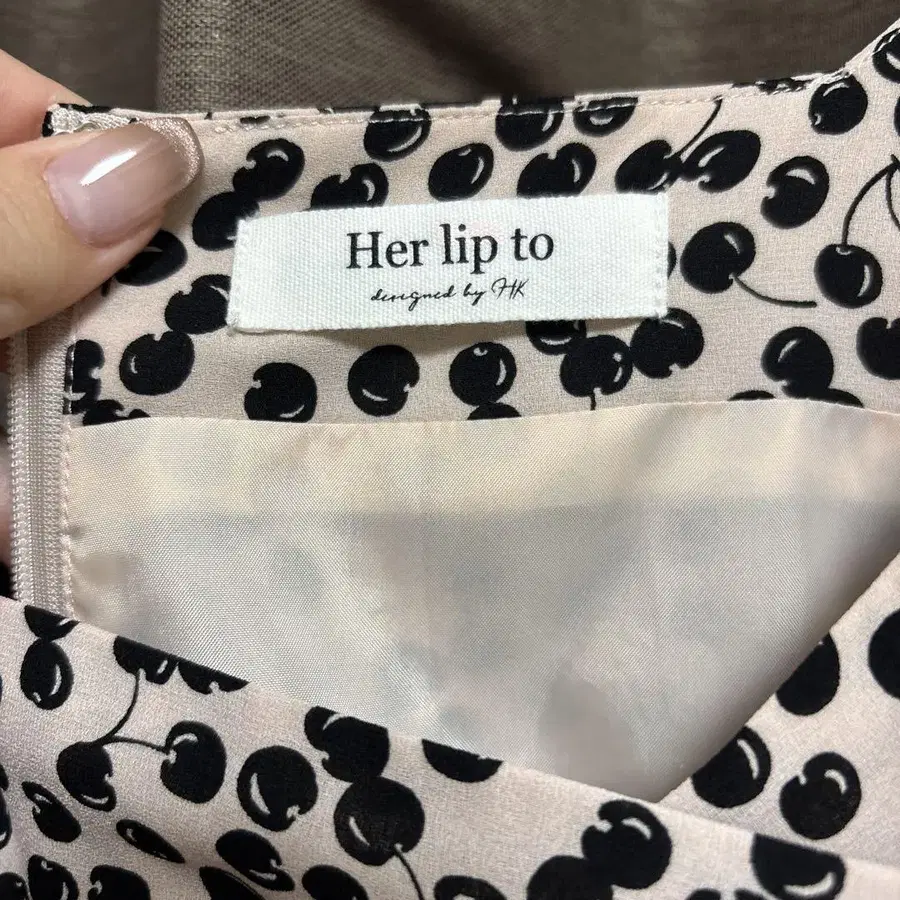 Her lip to
designed by HK